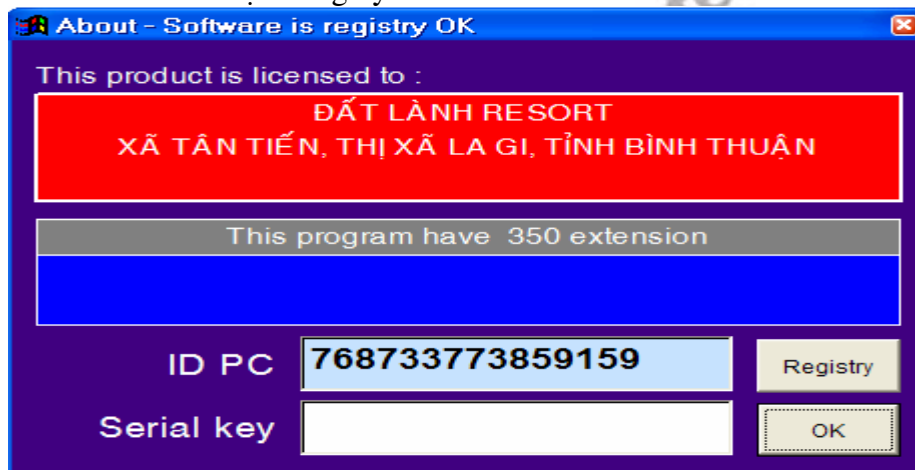 About - Software is registry OK
This product is licensed to :
ĐẤT LÀNH RESORT
XÃ TÂN TIẾN, THỊ XÃ LA GI, TỈNH BÌNH THUẬN
This program have 350 extension
ID PC 768733773859159 Registry
Serial key OK